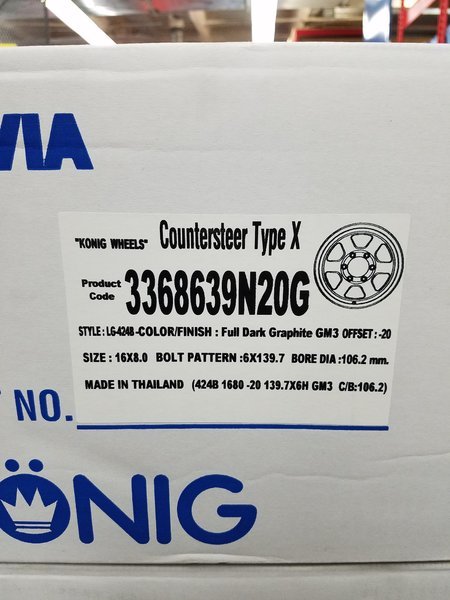 VIA
"KONIG WHEELS" Countersteer Type X
Product Code 3368639N20G
STYLE : LG-424B -COLOR/FINISH : Full Dark Graphite GM3 OFFSET : -20
SIZE : 16X8.0 BOLT PATTERN :6X139.7 BORE DIA :106.2 mm.
MADE IN THAILAND (424B 1680 -20 139.7X6H GM3 C/B:106.2)
NO.
ÖNIG